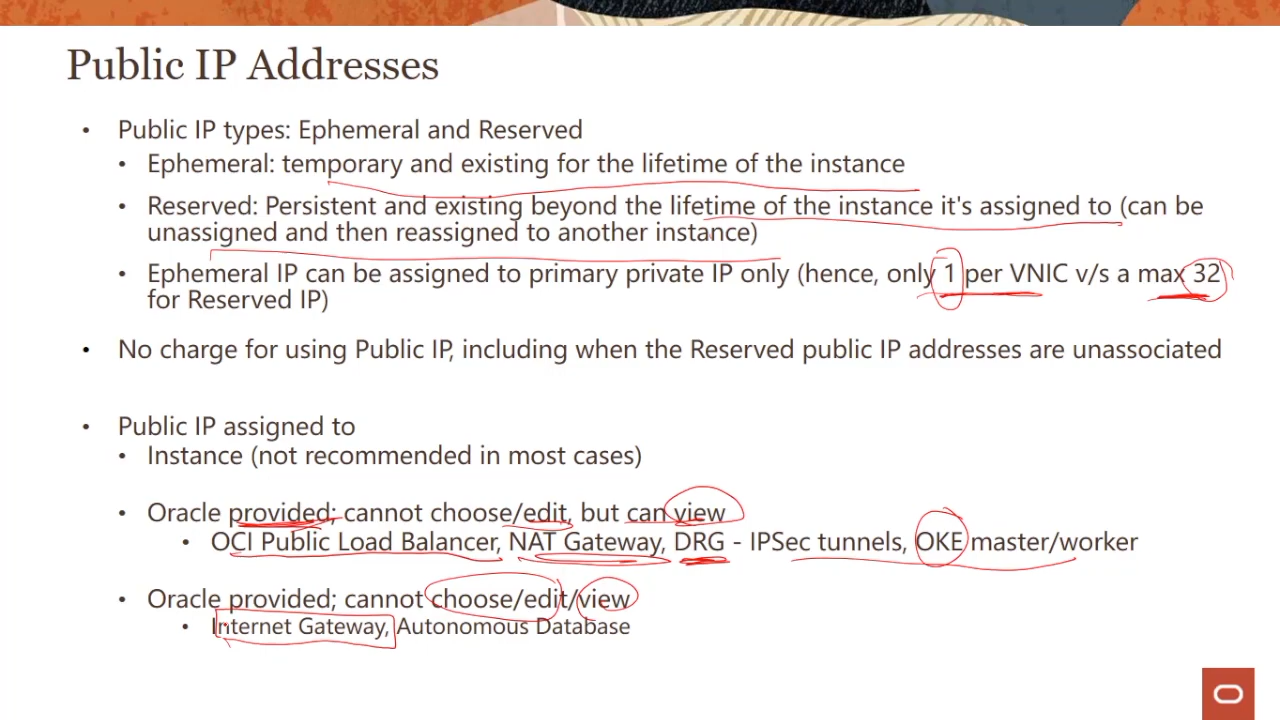 Public IP Addresses
• Public IP types: Ephemeral and Reserved
• Ephemeral: temporary and existing for the lifetime of the instance
• Reserved: Persistent and existing beyond the lifetime of the instance it's assigned to (can be
unassigned and then reassigned to another instance)
• Ephemeral IP can be assigned to primary private IP only (hence, only 1 per VNIC v/s a max 32
for Reserved IP)
• No charge for using Public IP, including when the Reserved public IP addresses are unassociated
• Public IP assigned to
• Instance (not recommended in most cases)
• Oracle provided; cannot choose/edit, but can view
• OCI Public Load Balancer, NAT Gateway, DRG - IPSec tunnels, OKE master/worker
• Oracle provided; cannot choose/edit/view
• Internet Gateway, Autonomous Database